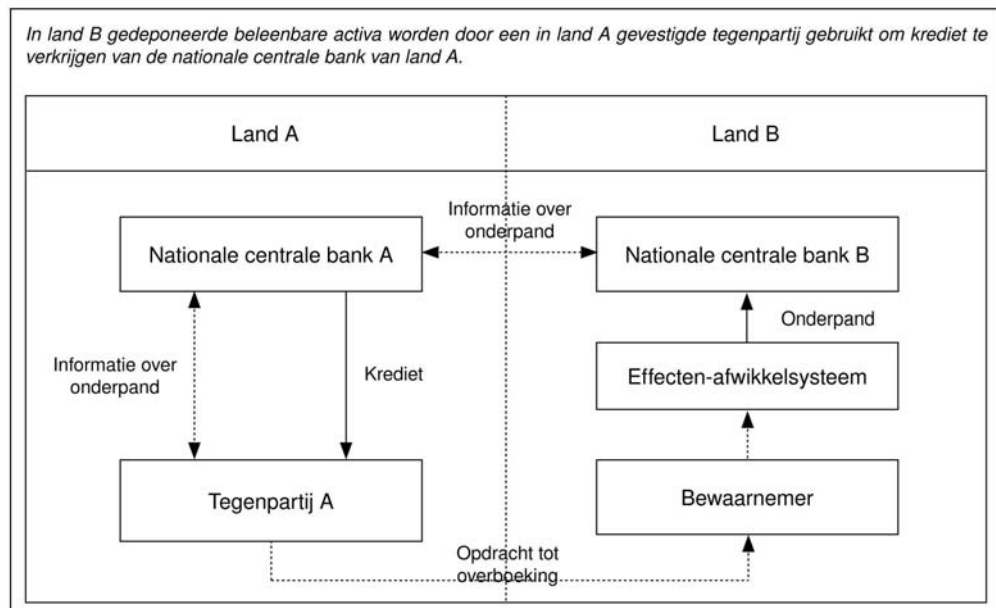 In land B gedeponeerde beleenbare activa worden door een in land A gevestigde tegenpartij gebruikt om krediet te
verkrijgen van de nationale centrale bank van land A.
Land A
Land B
Informatie over
onderpand
Nationale centrale bank A
Nationale centrale bank B
Onderpand
Informatie over
onderpand
Krediet
Effecten-afwikkelsysteem
Tegenpartij A
Bewaarnemer
Opdracht tot
overboeking